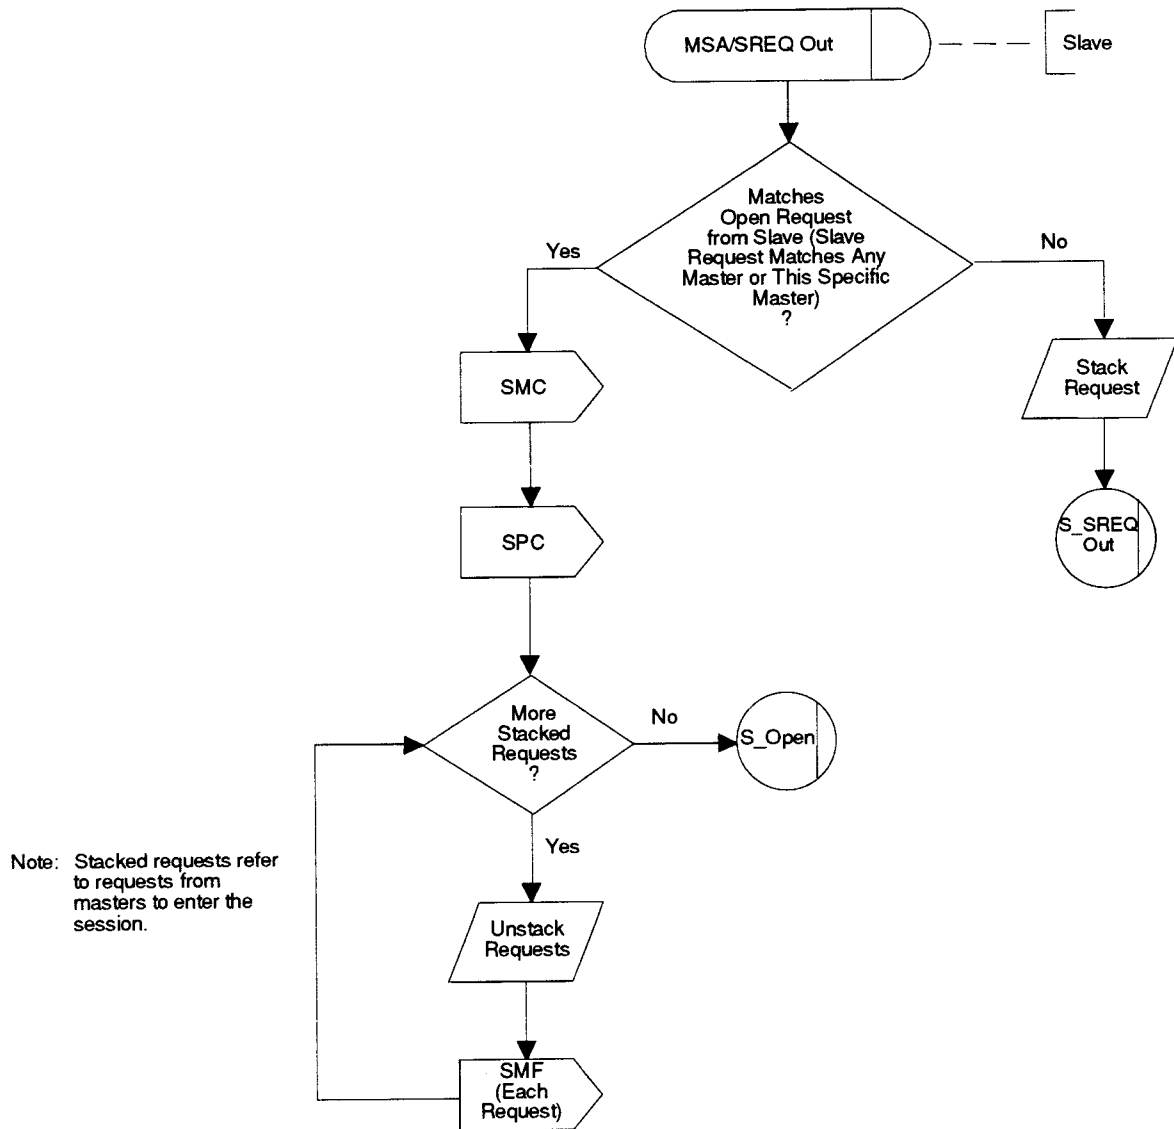 MSA/SREQ Out
Slave
Matches
Open Request
from Slave (Slave
Request Matches Any
Master or This Specific
Master)
?
Yes
No
SMC
Stack
Request
SPC
S_SREQ
Out
More
Stacked
Requests
?
No
S_Open
Yes
Note: Stacked requests refer
to requests from
masters to enter the
session.
Unstack
Requests
SMF
(Each
Request)